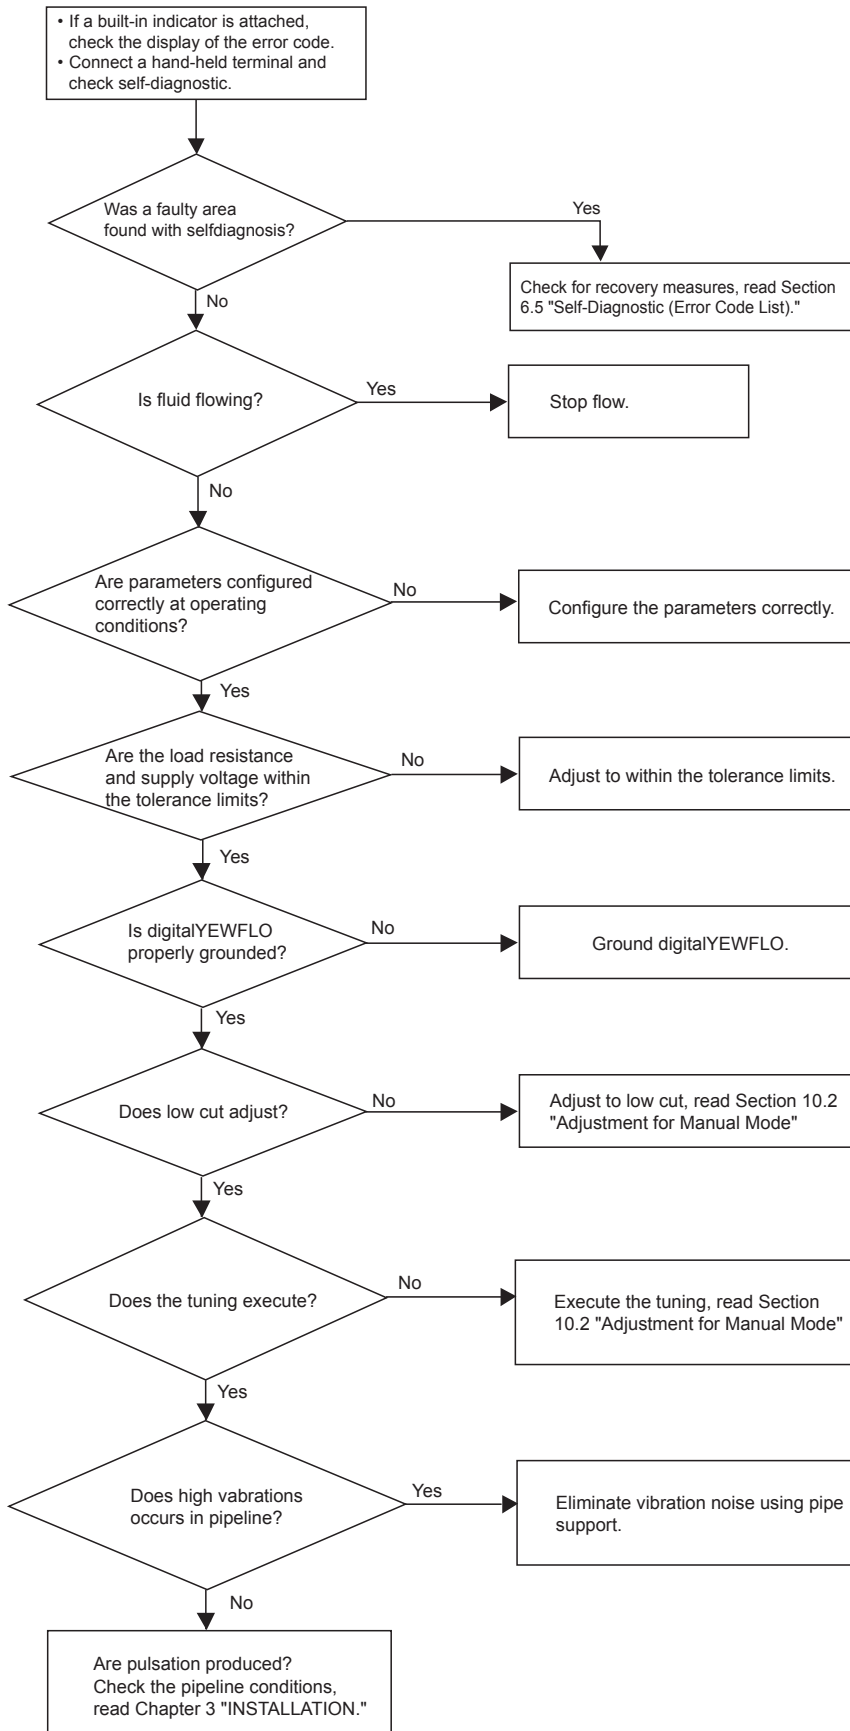 • If a built-in indicator is attached,
check the display of the error code.
• Connect a hand-held terminal and
check self-diagnostic.
Was a faulty area
found with selfdiagnosis?
Yes
Check for recovery measures, read Section
6.5 "Self-Diagnostic (Error Code List)."
No
Is fluid flowing?
Yes
Stop flow.
No
Are parameters configured
correctly at operating
conditions?
No
Configure the parameters correctly.
Yes
Are the load resistance
and supply voltage within
the tolerance limits?
No
Adjust to within the tolerance limits.
Yes
Is digitalYEWFLO
properly grounded?
No
Ground digitalYEWFLO.
Yes
Does low cut adjust?
No
Adjust to low cut, read Section 10.2
"Adjustment for Manual Mode"
Yes
Does the tuning execute?
No
Execute the tuning, read Section
10.2 "Adjustment for Manual Mode"
Yes
Does high vabrations
occurs in pipeline?
Yes
Eliminate vibration noise using pipe
support.
No
Are pulsation produced?
Check the pipeline conditions,
read Chapter 3 "INSTALLATION."